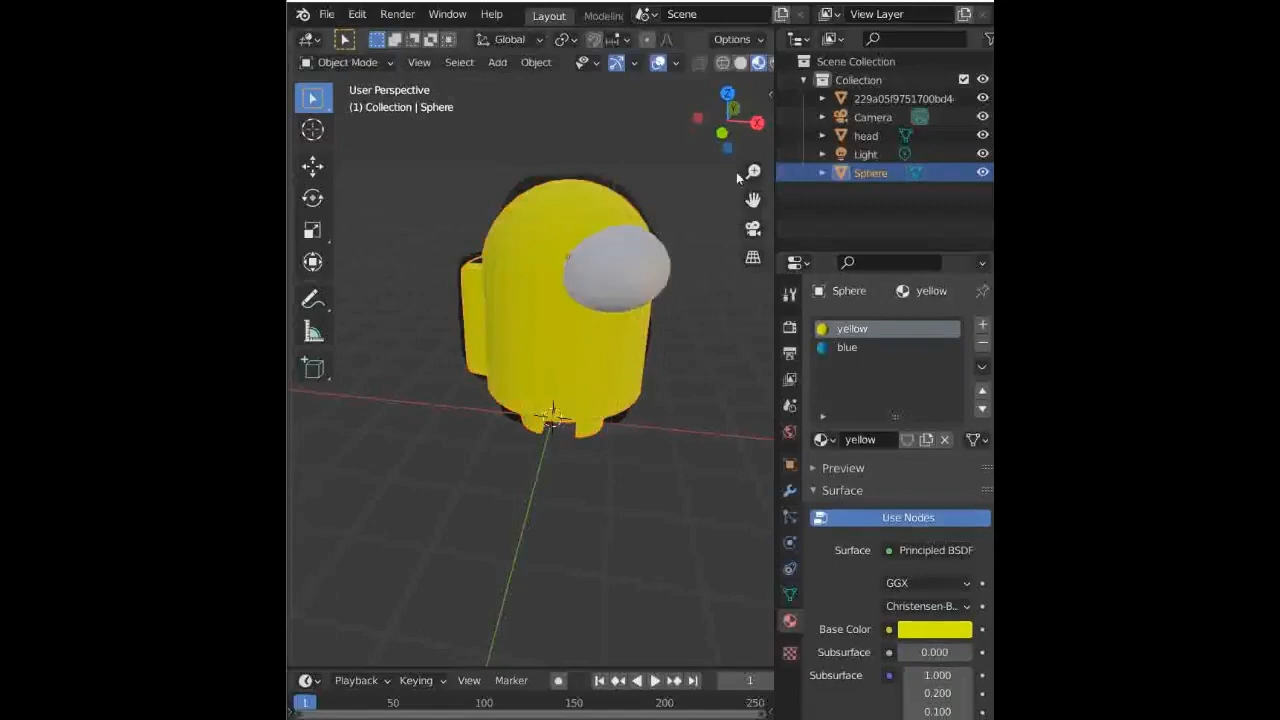 File Edit Render Window Help Layout Modeling Scene View Layer
Global Options
Object Mode View Select Add Object
User Perspective
(1) Collection | Sphere
Z
Y
X
Scene Collection
Collection
229a05f9751700bd4
Camera
head
Light
Sphere
Sphere yellow
yellow
blue
yellow
Preview
Surface
Use Nodes
Surface Principled BSDF
GGX
Christensen-B..
Base Color
Subsurface 0.000
Subsurface 1.000
0.200
0.100
Playback Keying View Marker 1
1 50 100 150 200 250